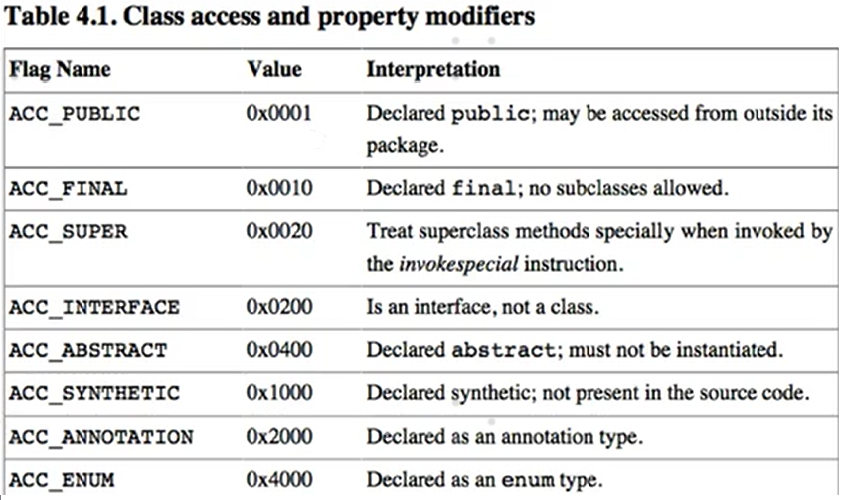 Table 4.1. Class access and property modifiers
Flag Name Value Interpretation
ACC_PUBLIC 0x0001 Declared public; may be accessed from outside its
package.
ACC_FINAL 0x0010 Declared final; no subclasses allowed.
ACC_SUPER 0x0020 Treat superclass methods specially when invoked by
the invokespecial instruction.
ACC_INTERFACE 0x0200 Is an interface, not a class.
ACC_ABSTRACT 0x0400 Declared abstract; must not be instantiated.
ACC_SYNTHETIC 0x1000 Declared synthetic; not present in the source code.
ACC_ANNOTATION 0x2000 Declared as an annotation type.
ACC_ENUM 0x4000 Declared as an enum type.